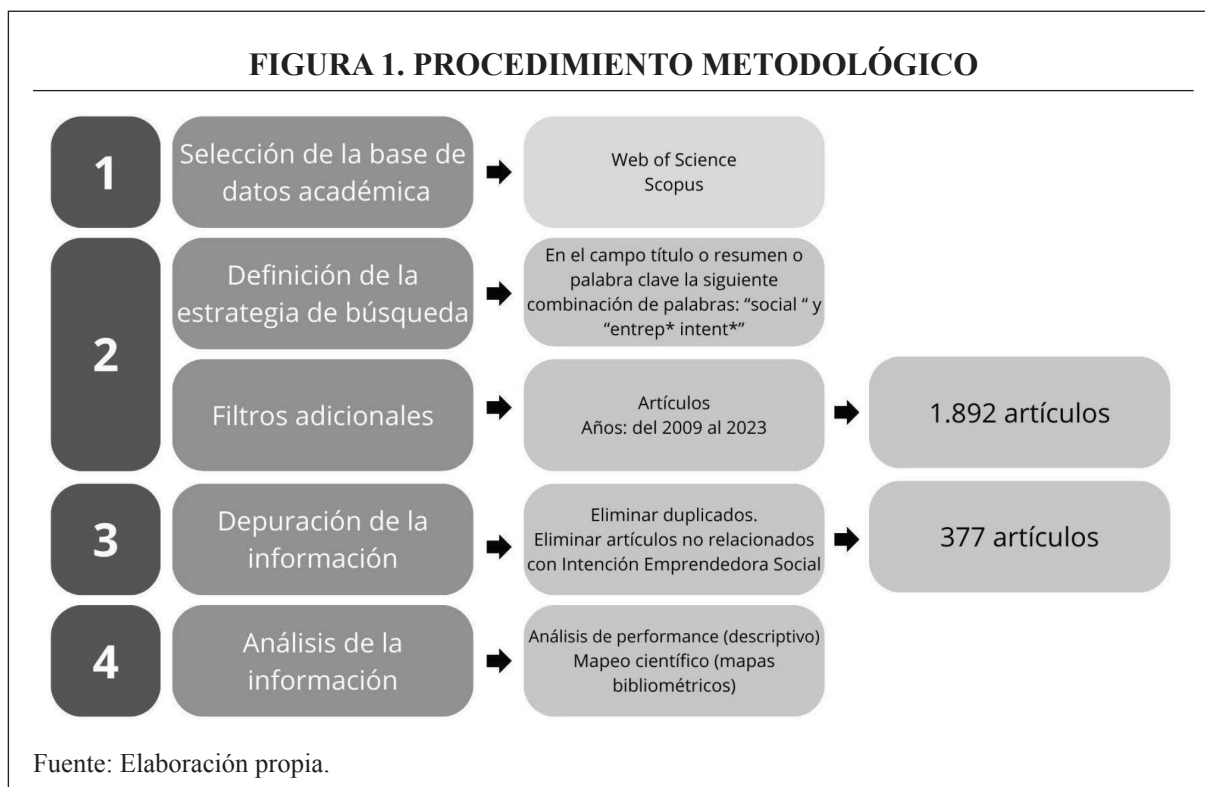 FIGURA 1. PROCEDIMIENTO METODOLÓGICO
1
Selección de la base de
datos académica
Web of Science
Scopus
2
Definición de la
estrategia de búsqueda
En el campo título o resumen o
palabra clave la siguiente
combinación de palabras: “social “ y
“entrep* intent*”
Filtros adicionales
Artículos
Años: del 2009 al 2023
1.892 artículos
3
Depuración de la
información
Eliminar duplicados.
Eliminar artículos no relacionados
con Intención Emprendedora Social
377 artículos
4
Análisis de la
información
Análisis de performance (descriptivo)
Mapeo científico (mapas
bibliométricos)
Fuente: Elaboración propia.